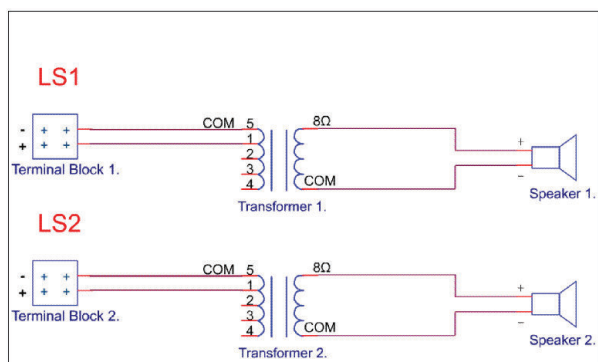 LS1
COM 5 8Ω
- 1 +
+ 2
3 −
4 COM
Terminal Block 1.
Transformer 1.
Speaker 1.
LS2
COM 5 8Ω
- 1 +
+ 2
3 −
4 COM
Terminal Block 2.
Transformer 2.
Speaker 2.